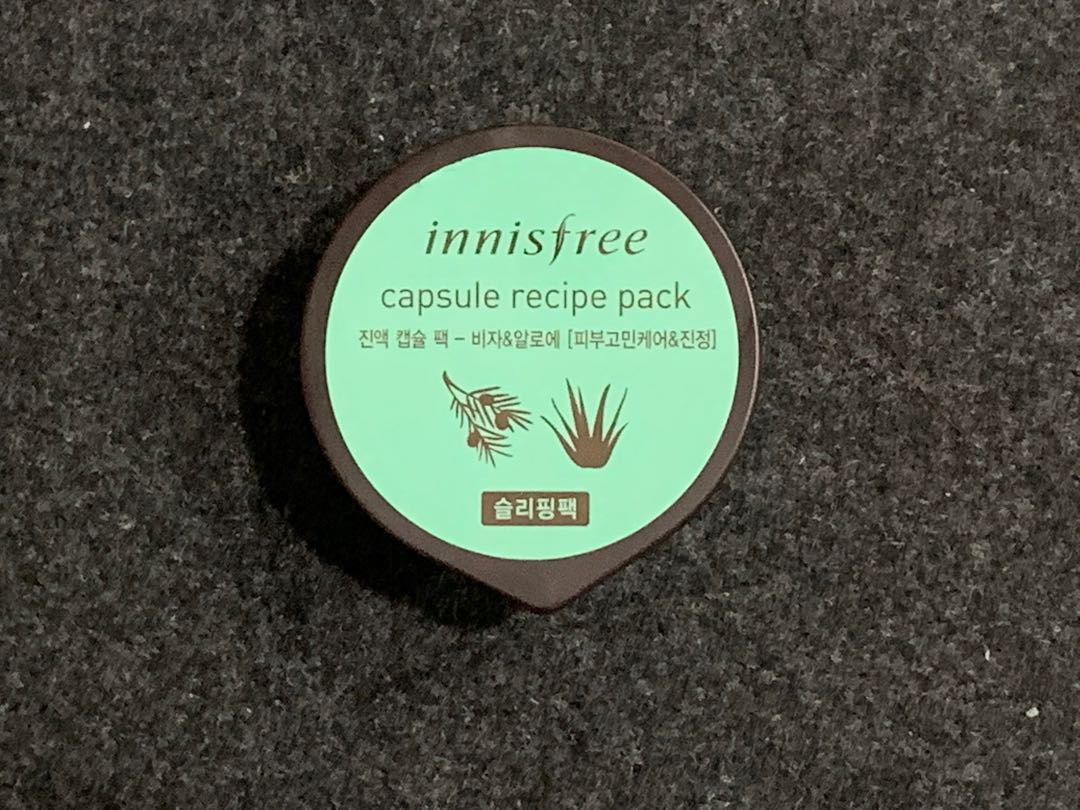 innisfree
capsule recipe pack
진액 캡슐 팩 - 비자&알로에 [피부고민케어&진정]
슬리핑팩